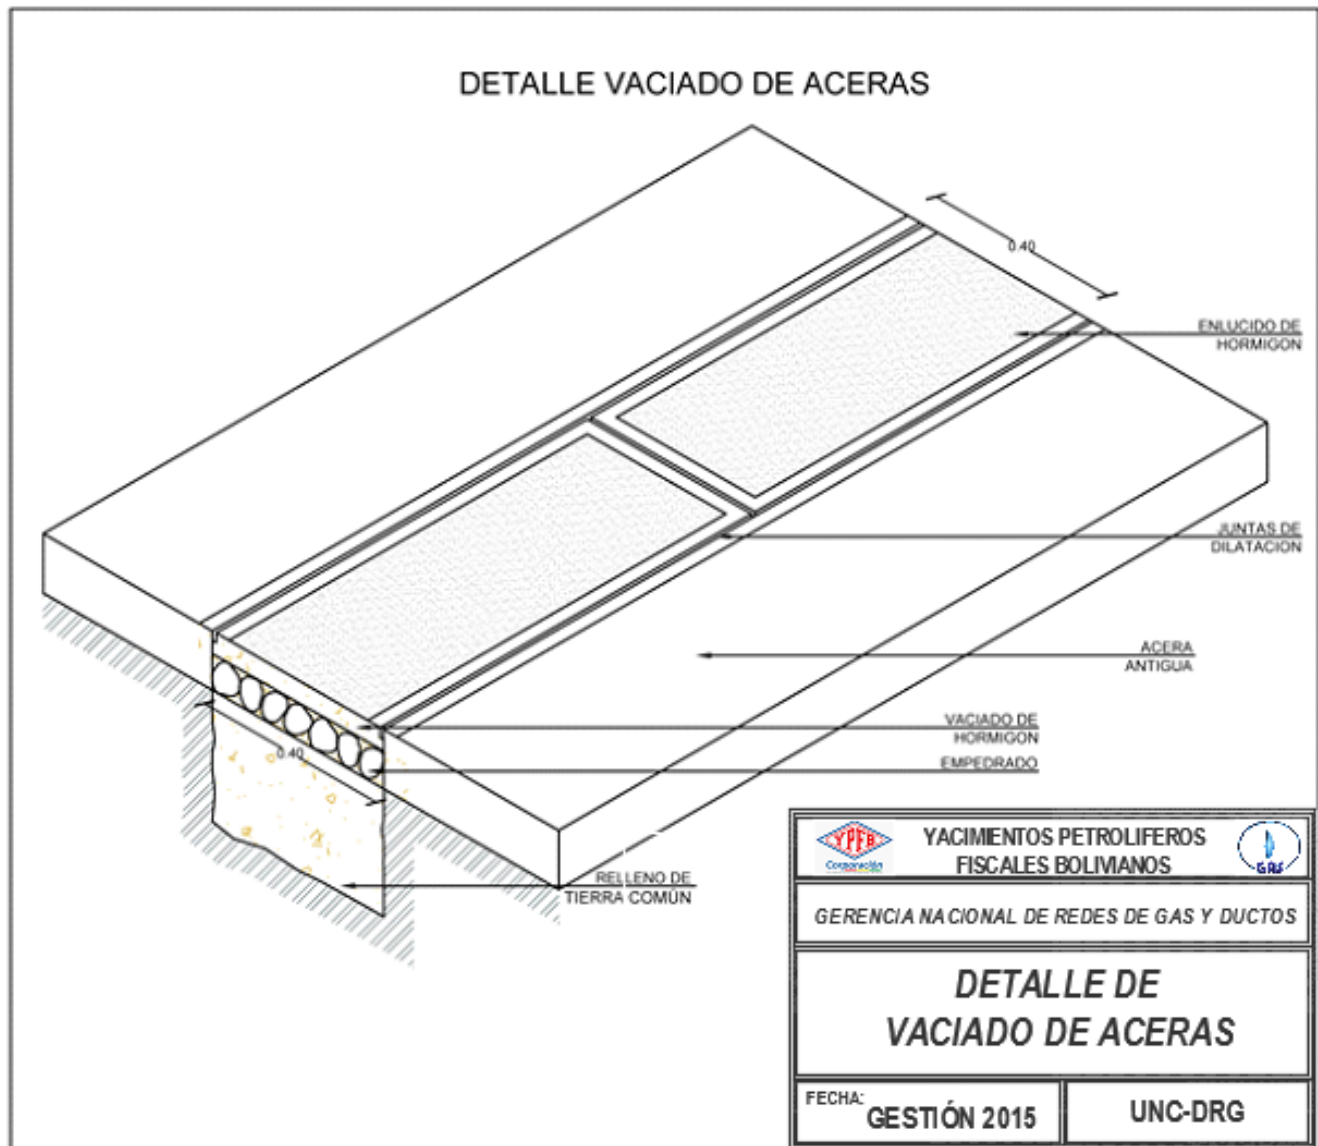 DETALLE VACIADO DE ACERAS
0.40
ENLUCIDO DE
HORMIGON
JUNTAS DE
DILATACION
ACERA
ANTIGUA
VACIADO DE
HORMIGON
EMPEDRADO
0.40
RELLENO DE
TIERRA COMÚN
YPFB
Corporación
YACIMIENTOS PETROLIFEROS
FISCALES BOLIVIANOS
GAS
GERENCIA NACIONAL DE REDES DE GAS Y DUCTOS
DETALLE DE
VACIADO DE ACERAS
FECHA:
GESTIÓN 2015
UNC-DRG